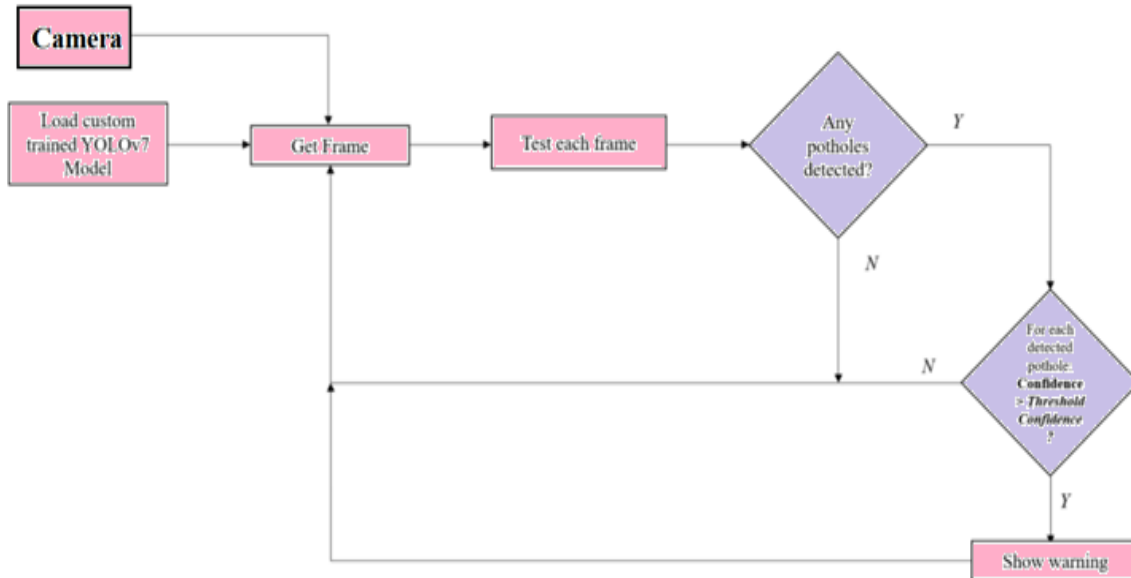 Camera
Load custom
trained YOLOv7
Model
Get Frame
Test each frame
Any
potholes
detected?
Y
N
For each
detected
pothole:
Confidence
> Threshold
Confidence
?
N
Y
Show warning